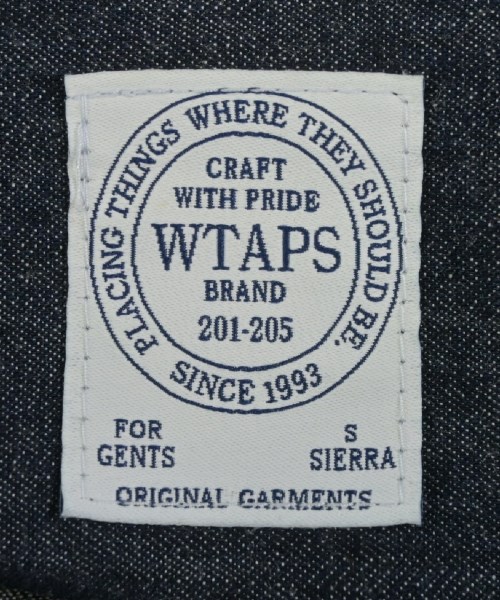 PLACING THINGS WHERE THEY SHOULD BE.
CRAFT
WITH PRIDE
WTAPS
BRAND
201-205
SINCE 1993
FOR
GENTS
S
SIERRA
ORIGINAL GARMENTS